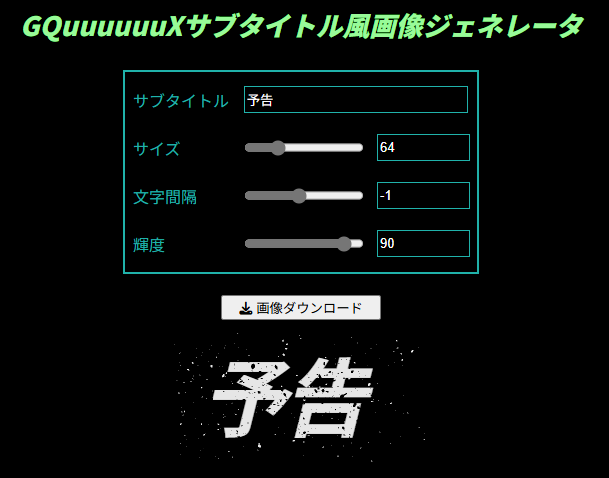 GQuuuuuuXサブタイトル風画像ジェネレータ
サブタイトル 予告
サイズ 64
文字間隔 -1
輝度 90
画像ダウンロード
予告